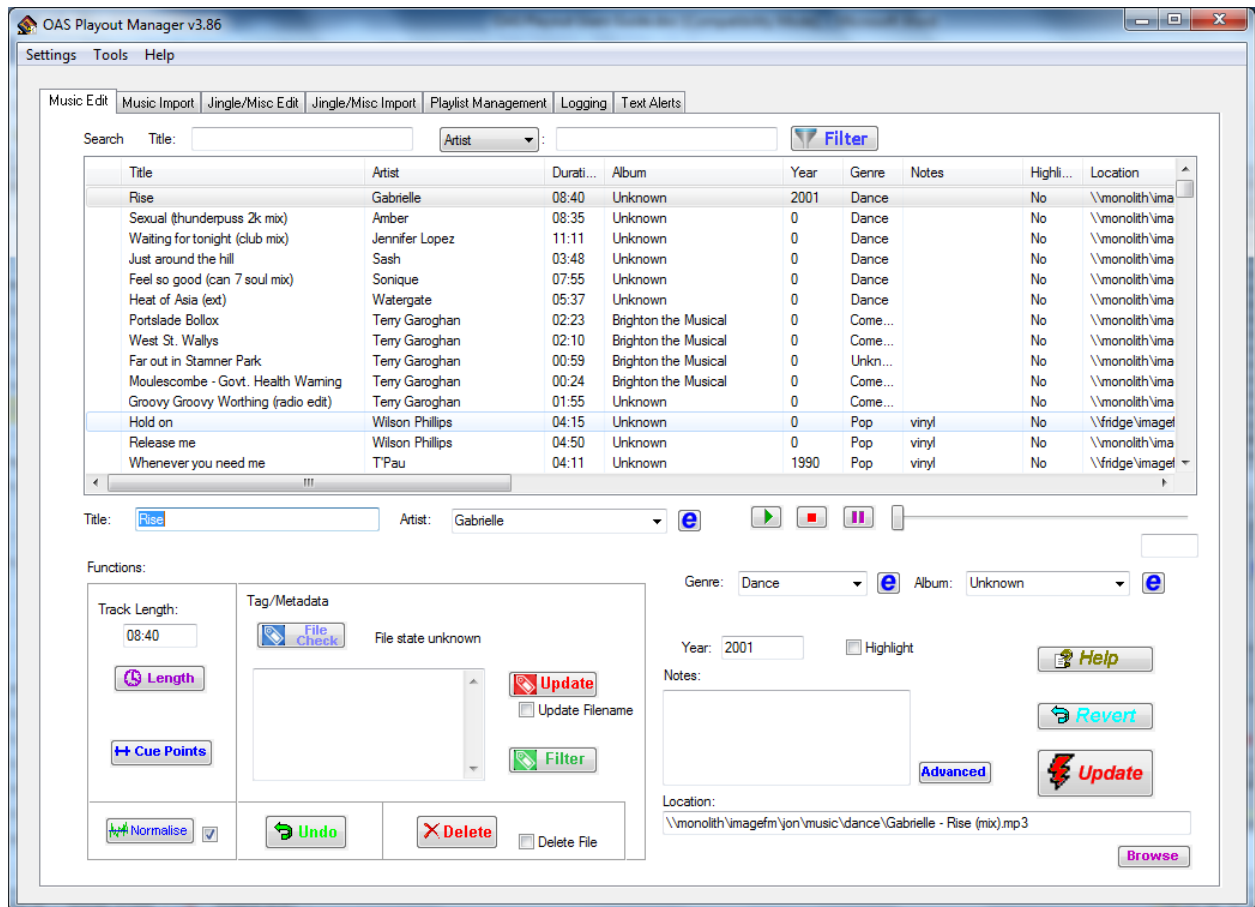 OAS Playout Manager v3.86
Settings Tools Help
Music Edit Music Import Jingle/Misc Edit Jingle/Misc Import Playlist Management Logging Text Alerts
Search Title: Artist : Filter
Title Artist Durati... Album Year Genre Notes Highli... Location
Rise Gabrielle 08:40 Unknown 2001 Dance No \\monolith\ima
Sexual (thunderpuss 2k mix) Amber 08:35 Unknown 0 Dance No \\monolith\ima
Waiting for tonight (club mix) Jennifer Lopez 11:11 Unknown 0 Dance No \\monolith\ima
Just around the hill Sash 03:48 Unknown 0 Dance No \\monolith\ima
Feel so good (can 7 soul mix) Sonique 07:55 Unknown 0 Dance No \\monolith\ima
Heat of Asia (ext) Watergate 05:37 Unknown 0 Dance No \\monolith\ima
Portslade Bollox Terry Garoghan 02:23 Brighton the Musical 0 Come... No \\monolith\ima
West St. Wallys Terry Garoghan 02:10 Brighton the Musical 0 Come... No \\monolith\ima
Far out in Stamner Park Terry Garoghan 00:59 Brighton the Musical 0 Unkn... No \\monolith\ima
Moulescombe - Govt. Health Warning Terry Garoghan 00:24 Brighton the Musical 0 Come... No \\monolith\ima
Groovy Groovy Worthing (radio edit) Terry Garoghan 01:55 Unknown 0 Come... No \\monolith\ima
Hold on Wilson Phillips 04:15 Unknown 0 Pop vinyl No \\fridge\imagef
Release me Wilson Phillips 04:50 Unknown 0 Pop vinyl No \\monolith\ima
Whenever you need me T'Pau 04:11 Unknown 1990 Pop vinyl No \\fridge\imagef
Title: Rise Artist: Gabrielle e
Functions:
Genre: Dance e Album: Unknown e
Track Length:
Tag/Metadata
08:40
File Check
File state unknown
Year: 2001 Highlight
Help
Length
Update
Notes:
Update Filename
Revert
Cue Points
Filter
Advanced
Update
Location:
\\monolith\imagefm\jon\music\dance\Gabrielle - Rise (mix).mp3
Normalise Undo Delete Delete File
Browse